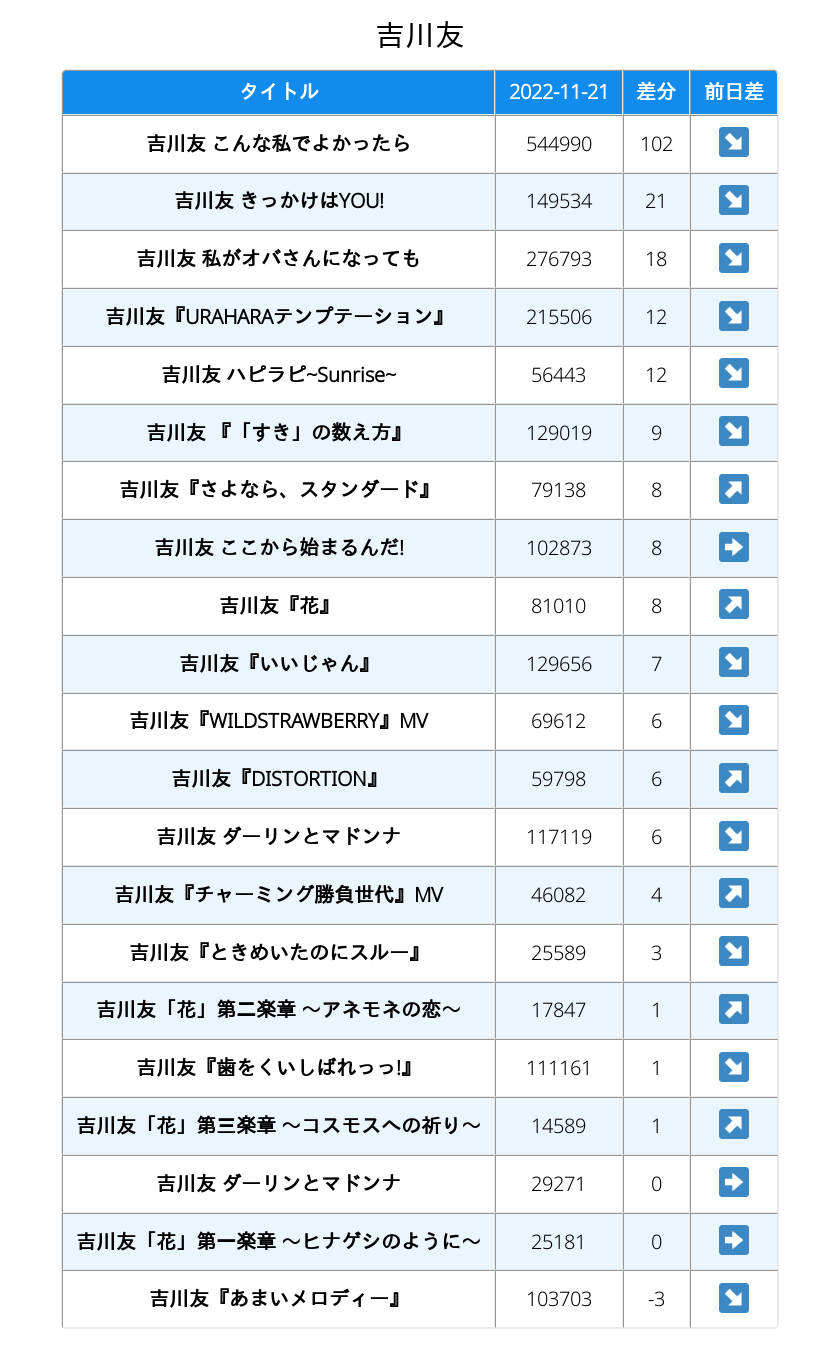 吉川友
タイトル 2022-11-21 差分 前日差
吉川友 こんな私でよかったら 544990 102 ↘
吉川友 きっかけはYOU! 149534 21 ↘
吉川友 私がオバさんになっても 276793 18 ↘
吉川友『URAHARAテンプテーション』 215506 12 ↘
吉川友 ハピラピ~Sunrise~ 56443 12 ↘
吉川友 『「すき」の数え方』 129019 9 ↘
吉川友『さよなら、スタンダード』 79138 8 ↗
吉川友 ここから始まるんだ! 102873 8 ➡
吉川友『花』 81010 8 ↗
吉川友『いいじゃん』 129656 7 ↘
吉川友『WILDSTRAWBERRY』MV 69612 6 ↘
吉川友『DISTORTION』 59798 6 ↗
吉川友 ダーリンとマドンナ 117119 6 ↘
吉川友『チャーミング勝負世代』MV 46082 4 ↗
吉川友『ときめいたのにスルー』 25589 3 ↘
吉川友「花」第二楽章 ～アネモネの恋～ 17847 1 ↗
吉川友『歯をくいしばれっっ!』 111161 1 ↘
吉川友「花」第三楽章 ～コスモスへの祈り～ 14589 1 ↗
吉川友 ダーリンとマドンナ 29271 0 ➡
吉川友「花」第一楽章 ～ヒナゲシのように～ 25181 0 ➡
吉川友『あまいメロディー』 103703 -3 ↘